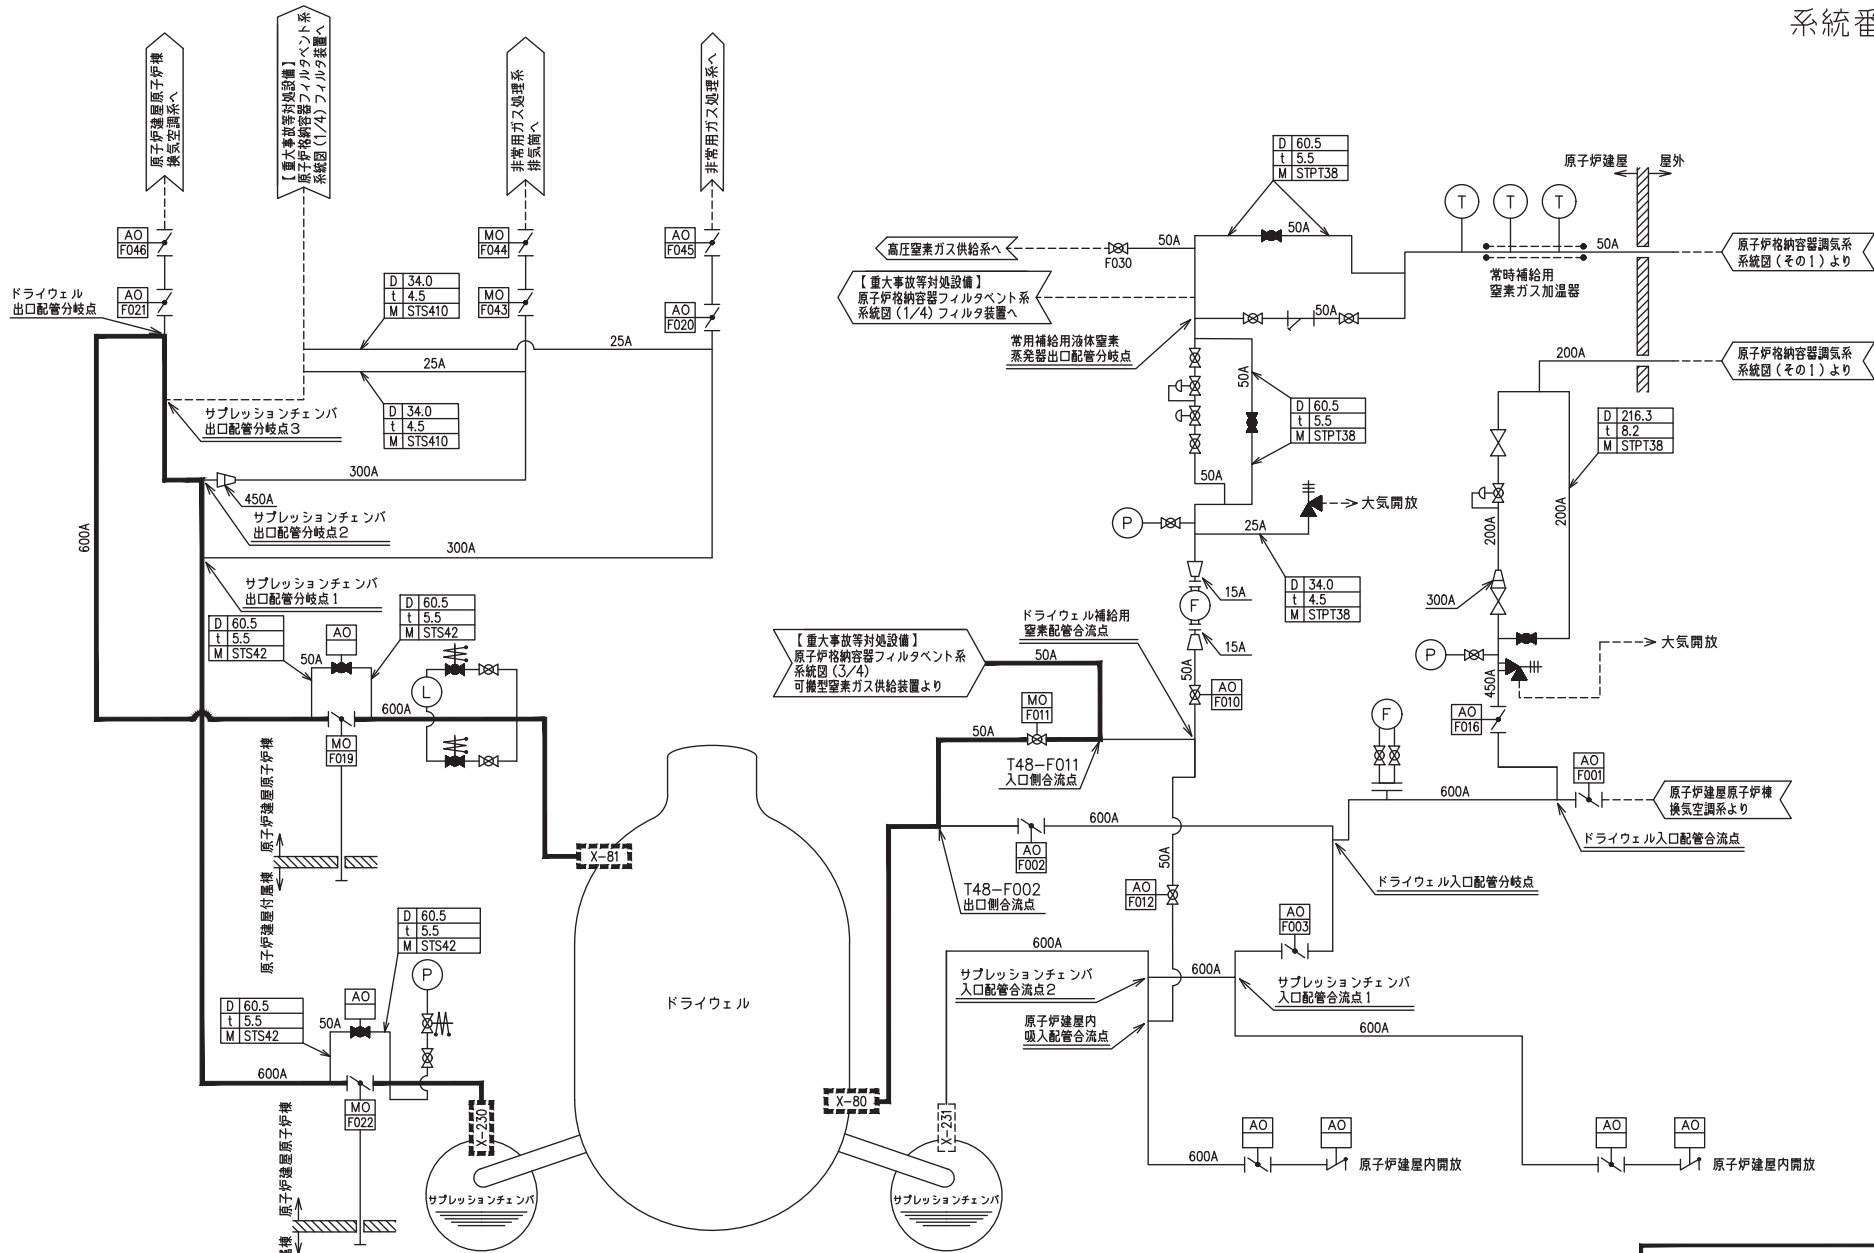 系統番
原子炉建屋原子炉棟
換気空調系へ
【重大事故等対処設備】
原子炉格納容器フィルタベント系
系統図(1/4)フィルタ装置へ
非常用ガス処理系
排気筒へ
非常用ガス処理系へ
AO
F046
MO
F044
AO
F045
ドライウェル
出口配管分岐点
AO
F021
MO
F043
AO
F020
D 34.0
t 4.5
M STS410
25A
25A
D 34.0
t 4.5
M STS410
サプレッションチェンバ
出口配管分岐点3
300A
450A
サプレッションチェンバ
出口配管分岐点2
600A
300A
サプレッションチェンバ
出口配管分岐点1
D 60.5
t 5.5
M STS42
AO
50A
D 60.5
t 5.5
M STS42
L
600A
MO
F019
原子炉建屋原子炉棟
原子炉建屋付属棟
X-81
D 60.5
t 5.5
M STS42
P
D 60.5
t 5.5
M STS42
AO
50A
600A
MO
F022
原子炉建屋原子炉棟
属棟
X-230
サプレッションチェンバ
ドライウェル
X-80
X-231
サプレッションチェンバ
D 60.5
t 5.5
M STPT38
50A
原子炉建屋
屋外
T
T
T
50A
常時補給用
窒素ガス加温器
原子炉格納容器調気系
系統図(その1)より
高圧窒素ガス供給系へ
F030
50A
【重大事故等対処設備】
原子炉格納容器フィルタベント系
系統図(1/4)フィルタ装置へ
50A
常用補給用液体窒素
蒸発器出口配管分岐点
200A
原子炉格納容器調気系
系統図(その1)より
50A
D 60.5
t 5.5
M STPT38
D 216.3
t 8.2
M STPT38
50A
P
大気開放
25A
200A
200A
15A
D 34.0
t 4.5
M STPT38
300A
F
15A
ドライウェル補給用
窒素配管合流点
【重大事故等対処設備】
原子炉格納容器フィルタベント系
系統図(3/4)
可搬型窒素ガス供給装置より
50A
50A
AO
F010
P
大気開放
450A
AO
F016
MO
F011
50A
T48-F011
入口側合流点
F
AO
F001
600A
原子炉建屋原子炉棟
換気空調系より
ドライウェル入口配管合流点
600A
AO
F002
T48-F002
出口側合流点
50A
AO
F012
ドライウェル入口配管分岐点
AO
F003
600A
サプレッションチェンバ
入口配管合流点2
600A
サプレッションチェンバ
入口配管合流点1
原子炉建屋内
吸入配管合流点
600A
AO
AO
600A
原子炉建屋内開放
AO
AO
原子炉建屋内開放